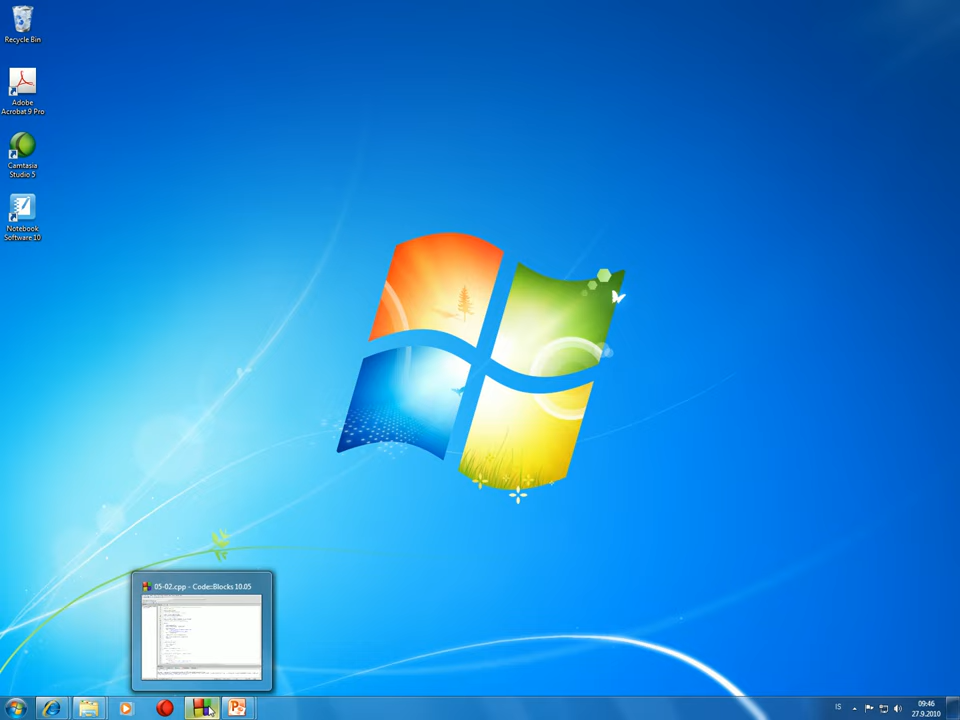 Recycle Bin
Adobe
Acrobat 9 Pro
Camtasia
Studio 5
Notebook
Software 10
05-02.cpp - Code::Blocks 10.05
IS
09:46
27.9.2010